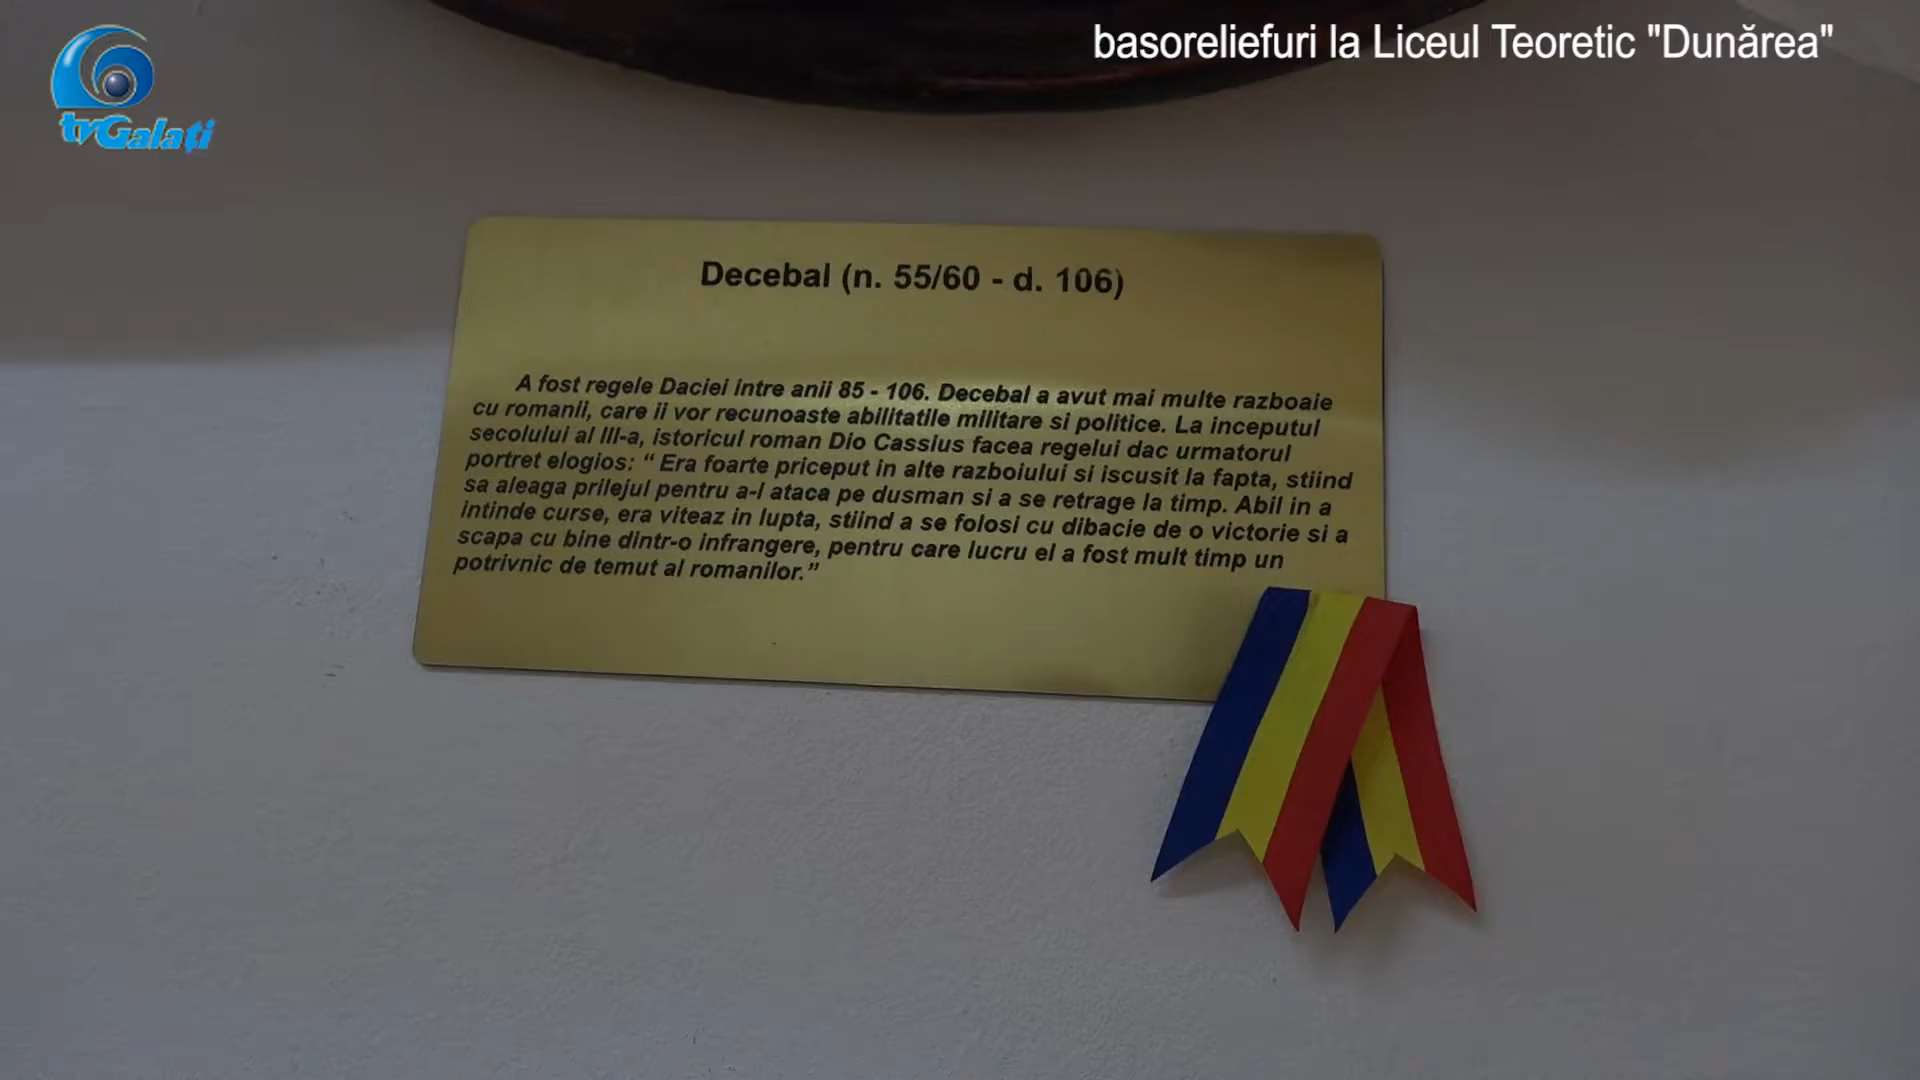 basoreliefuri la Liceul Teoretic "Dunărea"
tvGalaţi
Decebal (n. 55/60 - d. 106)
A fost regele Daciei intre anii 85 - 106. Decebal a avut mai multe razboaie
cu romanii, care ii vor recunoaste abilitatile militare si politice. La inceputul
secolului al III-a, istoricul roman Dio Cassius facea regelui dac urmatorul
portret elogios: “ Era foarte priceput in alte razboiului si iscusit la fapta, stiind
sa aleaga prilejul pentru a-l ataca pe dusman si a se retrage la timp. Abil in a
intinde curse, era viteaz in lupta, stiind a se folosi cu dibacie de o victorie si a
scapa cu bine dintr-o infrangere, pentru care lucru el a fost mult timp un
potrivnic de temut al romanilor.”